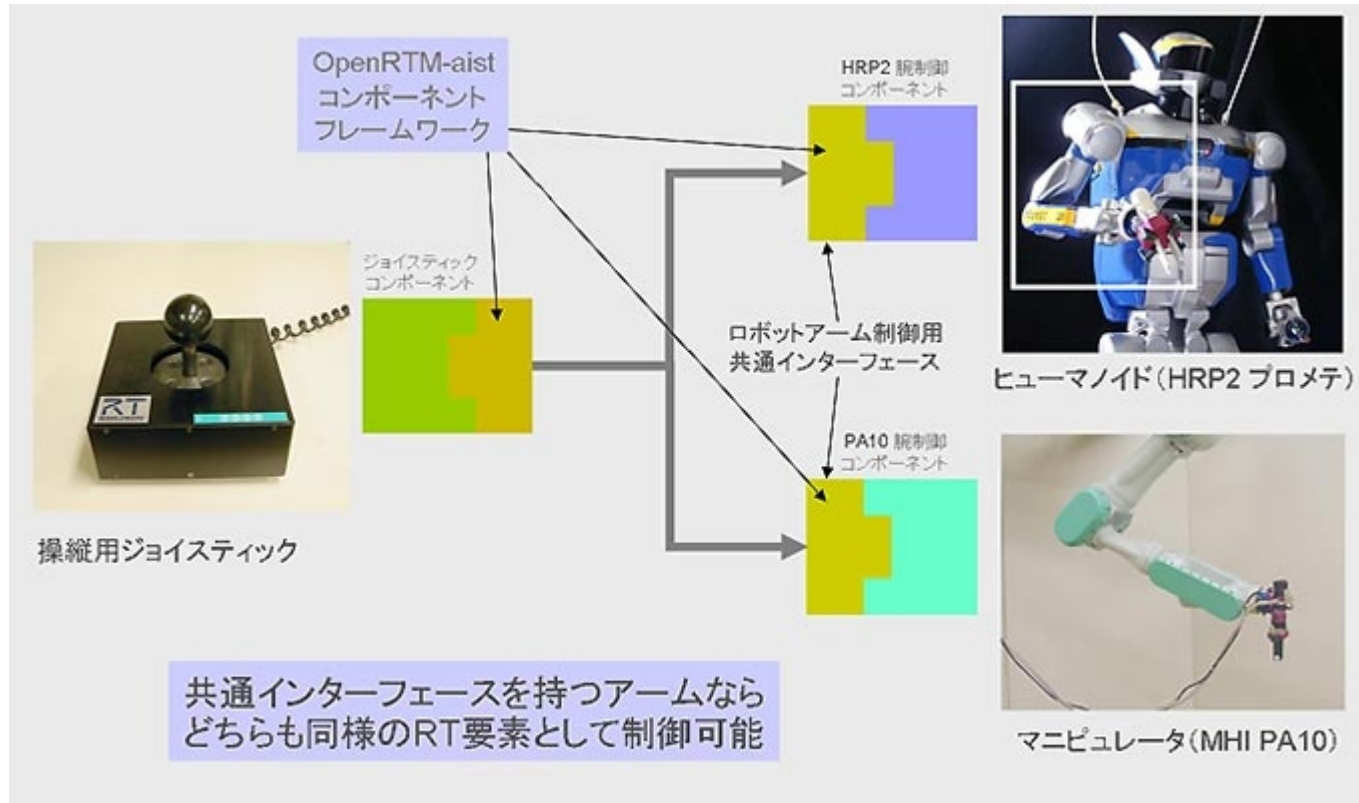 OpenRTM-aist
コンポーネント
フレームワーク
HRP2 腕制御
コンポーネント
ジョイスティック
コンポーネント
ロボットアーム制御用
共通インターフェース
ヒューマノイド(HRP2 プロメテ)
PA10 腕制御
コンポーネント
RT
操縦用ジョイスティック
共通インターフェースを持つアームなら
どちらも同様のRT要素として制御可能
マニピュレータ(MHI PA10)